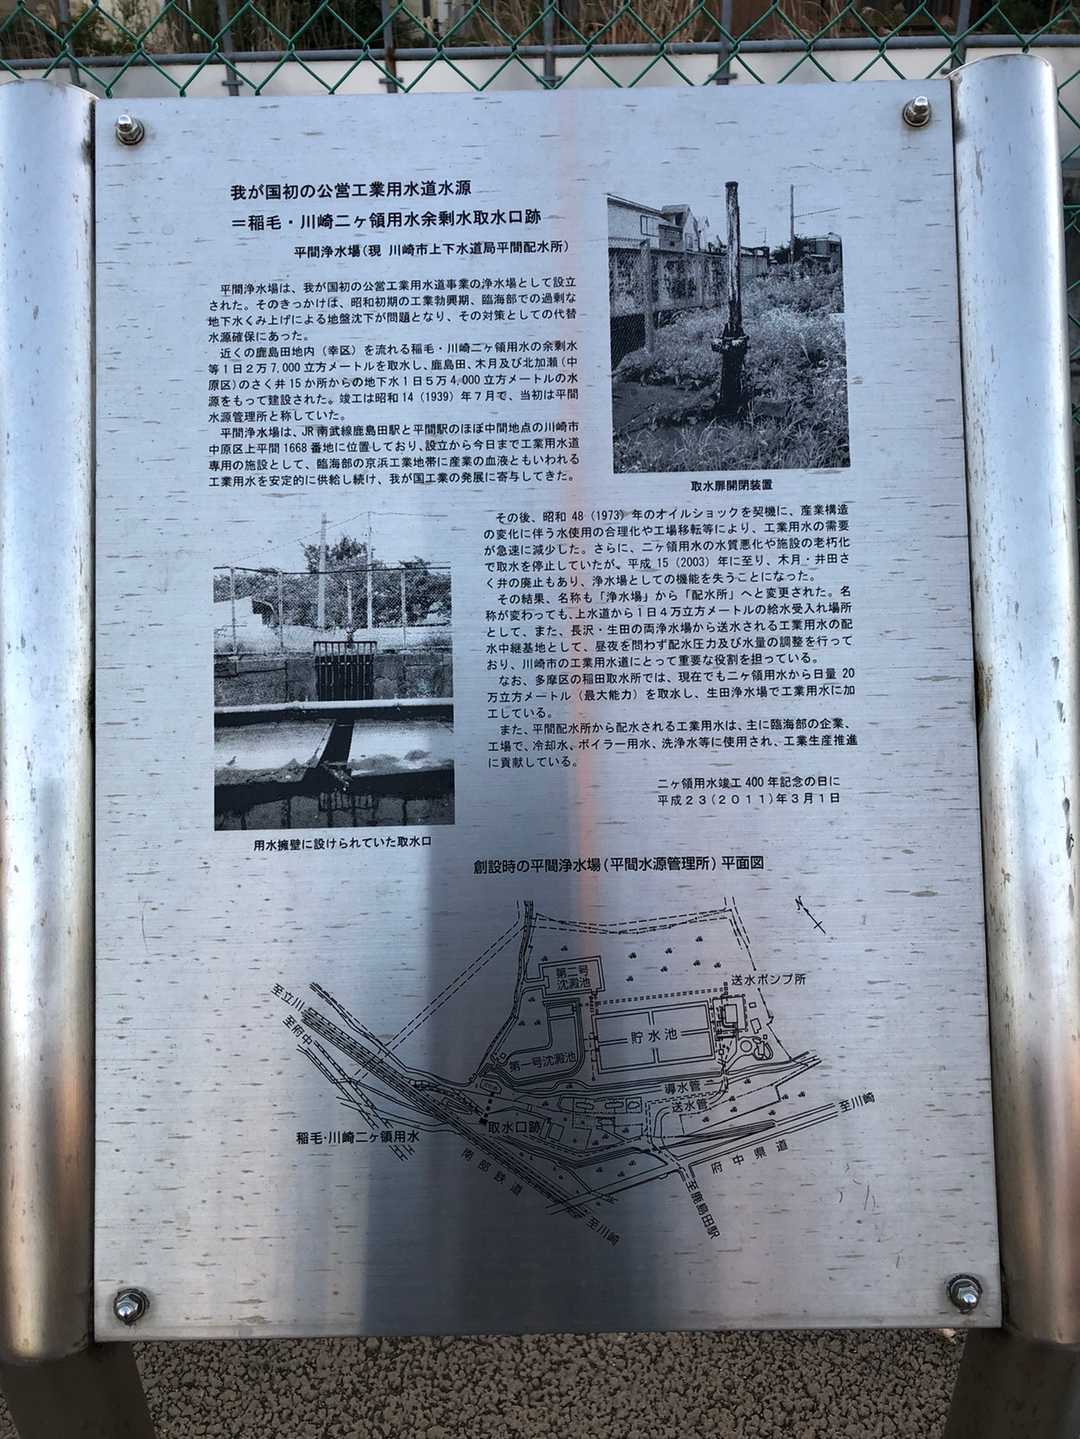 我が国初の公営工業用水道水源
＝稲毛・川崎二ヶ領用水余剰水取水口跡
平間浄水場(現 川崎市上下水道局平間配水所)
平間浄水場は、我が国初の公営工業用水道事業の浄水場として設立
された。そのきっかけは、昭和初期の工業勃興期、臨海部での過剰な
地下水くみ上げによる地盤沈下が問題となり、その対策としての代替
水源確保にあった。
近くの鹿島田地内（幸区）を流れる稲毛・川崎二ヶ領用水の余剰水
等１日２万７,000立方メートルを取水し、鹿島田、木月及び北加瀬（中
原区)のさく井15か所からの地下水１日５万４,000立方メートルの水
源をもって建設された。竣工は昭和14（1939）年７月で、当初は平間
水源管理所と称していた。
平間浄水場は、JR南武線鹿島田駅と平間駅のほぼ中間地点の川崎市
中原区上平間1668番地に位置しており、設立から今日まで工業用水道
専用の施設として、臨海部の京浜工業地帯に産業の血液ともいわれる
工業用水を安定的に供給し続け、我が国工業の発展に寄与してきた。
取水扉開閉装置
その後、昭和48（1973）年のオイルショックを契機に、産業構造
の変化に伴う水使用の合理化や工場移転等により、工業用水の需要
が急速に減少した。さらに、二ヶ領用水の水質悪化や施設の老朽化
で取水を停止していたが、平成15（2003）年に至り、木月・井田さ
く井の廃止もあり、浄水場としての機能を失うことになった。
その結果、名称も「浄水場」から「配水所」へと変更された。名
称が変わっても、上水道から１日４万立方メートルの給水受入れ場所
として、また、長沢・生田の両浄水場から送水される工業用水の配
水中継基地として、昼夜を問わず配水圧力及び水量の調整を行って
おり、川崎市の工業用水道にとって重要な役割を担っている。
なお、多摩区の稲田取水所では、現在でも二ヶ領用水から日量20
万立方メートル（最大能力）を取水し、生田浄水場で工業用水に加
工している。
また、平間配水所から配水される工業用水は、主に臨海部の企業、
工場で、冷却水、ボイラー用水、洗浄水等に使用され、工業生産推進
に貢献している。
二ヶ領用水竣工400年記念の日に
平成２３(２０１１)年３月１日
用水擁壁に設けられていた取水口
創設時の平間浄水場(平間水源管理所)平面図
N
第二号
沈澱池
送水ポンプ所
至立川
至府中
貯水池
第一号沈澱池
導水管
送水管
取水口跡
稲毛・川崎二ヶ領用水
至川崎
南部鉄道
府中県道
至鹿島田駅
至川崎